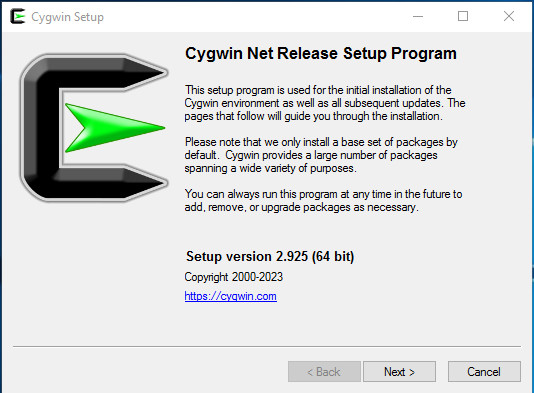 Cygwin Setup
Cygwin Net Release Setup Program
This setup program is used for the initial installation of the
Cygwin environment as well as all subsequent updates. The
pages that follow will guide you through the installation.
Please note that we only install a base set of packages by
default. Cygwin provides a large number of packages
spanning a wide variety of purposes.
You can always run this program at any time in the future to
add, remove, or upgrade packages as necessary.
Setup version 2.925 (64 bit)
Copyright 2000-2023
https://cygwin.com
< Back
Next >
Cancel